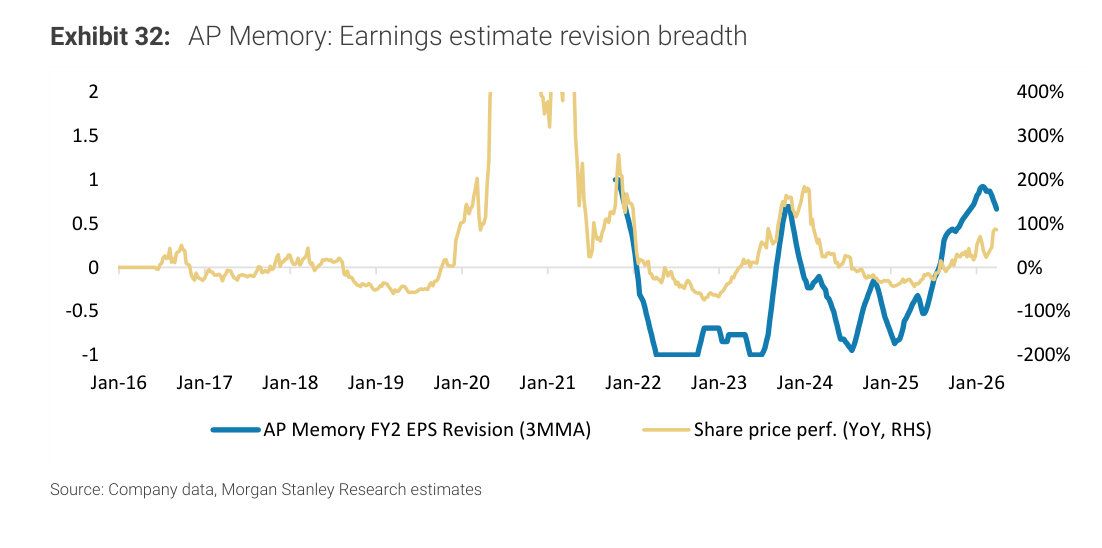 Exhibit 32: AP Memory: Earnings estimate revision breadth
2 400%
1.5 300%
1 200%
0.5 100%
0 0%
-0.5 -100%
-1 -200%
Jan-16 Jan-17 Jan-18 Jan-19 Jan-20 Jan-21 Jan-22 Jan-23 Jan-24 Jan-25 Jan-26
AP Memory FY2 EPS Revision (3MMA) Share price perf. (YoY, RHS)
Source: Company data, Morgan Stanley Research estimates